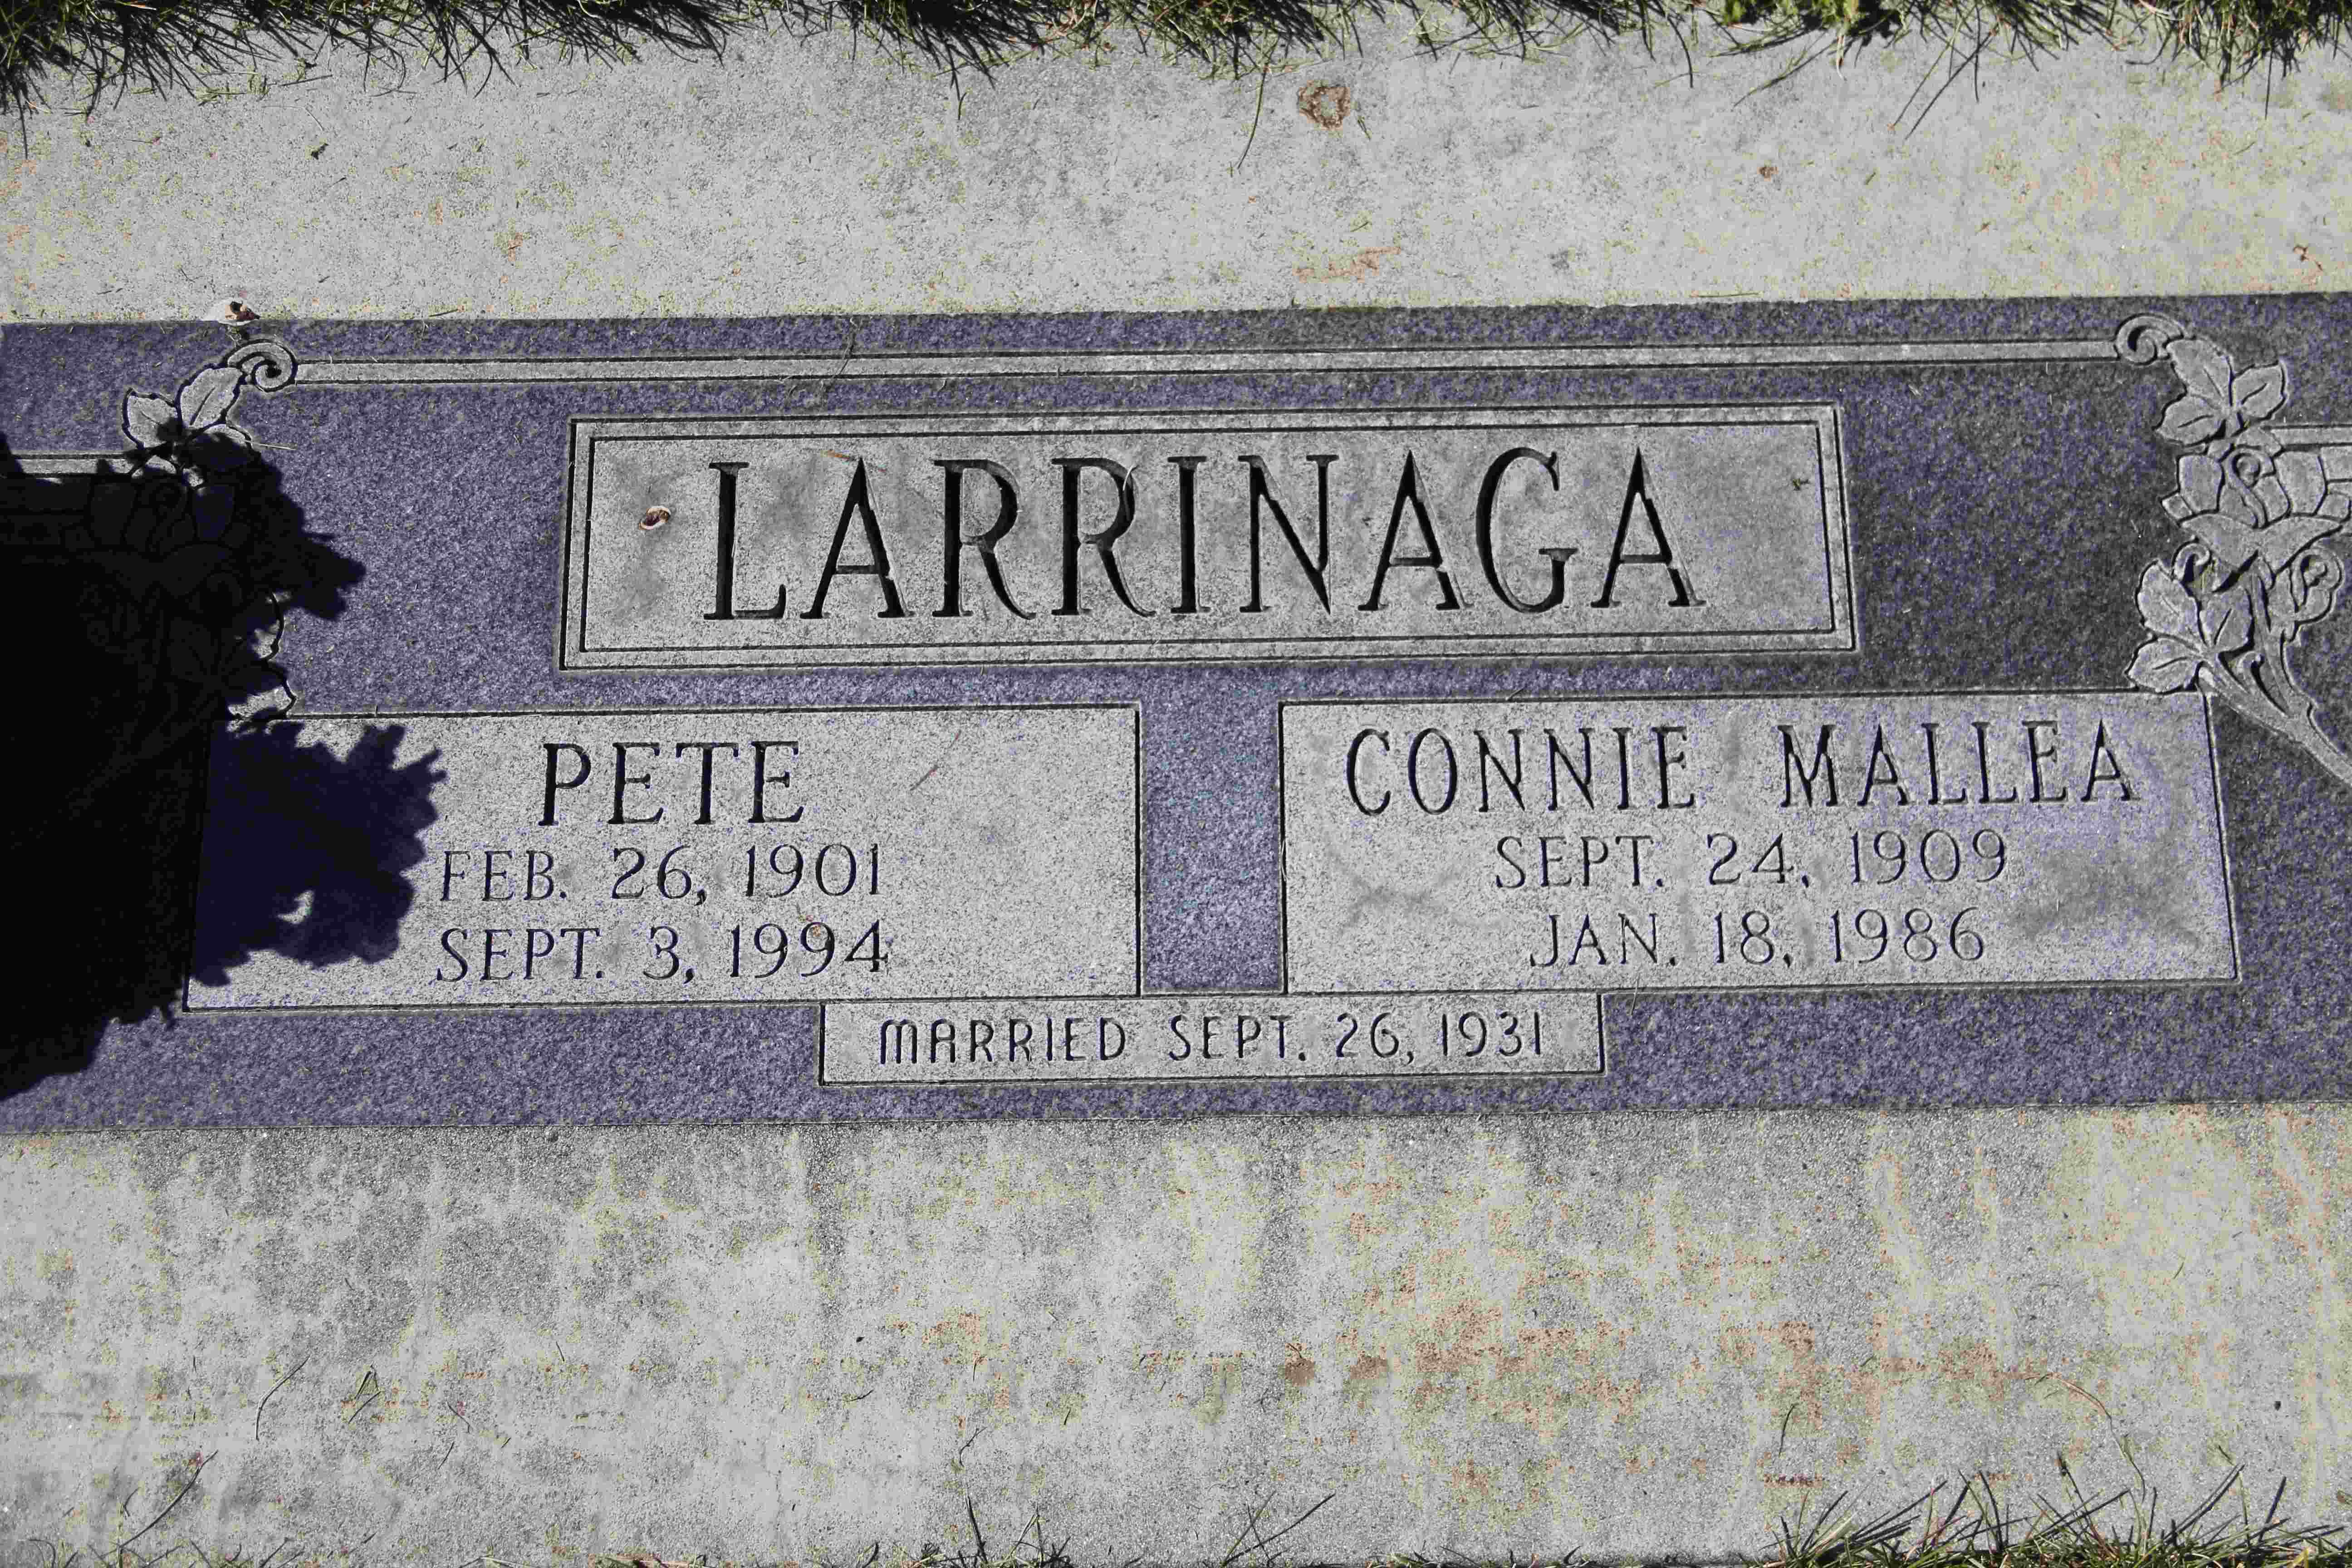 LARRINAGA
PETE
FEB. 26, 1901
SEPT. 3, 1994
CONNIE MALLEA
SEPT. 24, 1909
JAN. 18, 1986
MARRIED SEPT. 26, 1931